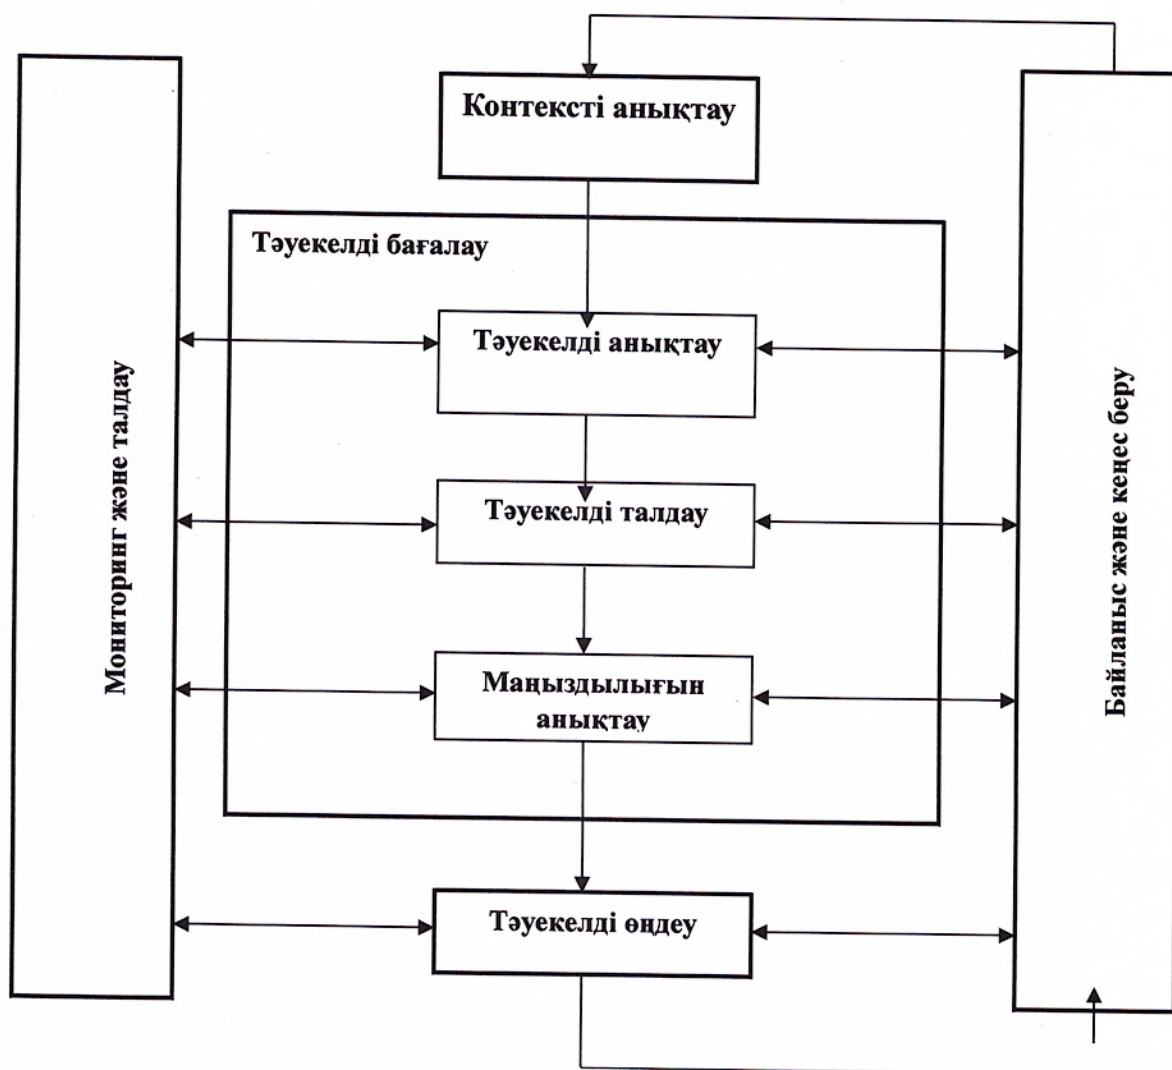 Контексті анықтау
Тәуекелді бағалау
Тәуекелді анықтау
Тәуекелді талдау
Маңыздылығын
анықтау
Тәуекелді өңдеу
Мониторинг және талдау
Байланыс және кеңес беру